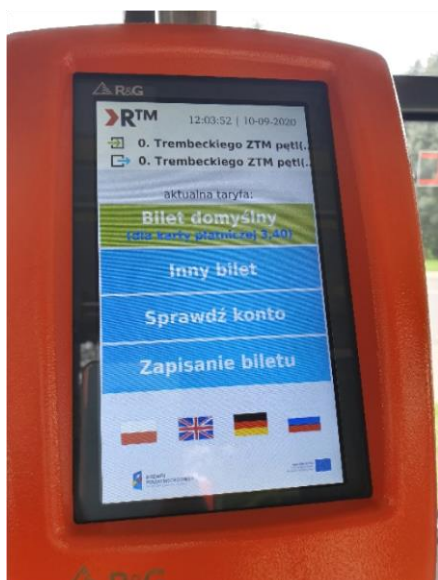 R&G
RTM
12:03:52 | 10-09-2020
0. Trembeckiego ZTM pętl(..
0. Trembeckiego ZTM pętl(..
aktualna taryfa:
Bilet domyślny
(dla karty płatniczej 3,40)
Inny bilet
Sprawdź konto
Zapisanie biletu
R&G